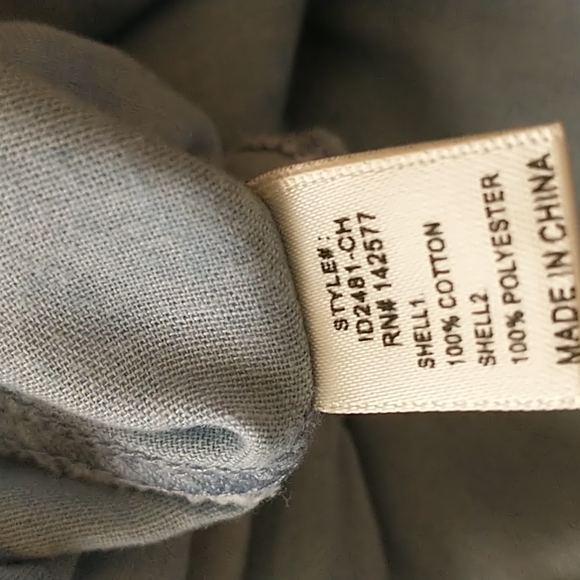 STYLE#:
ID2481-CH
RN# 142577
SHELL1
100% COTTON
SHELL2
100% POLYESTER
MADE IN CHINA